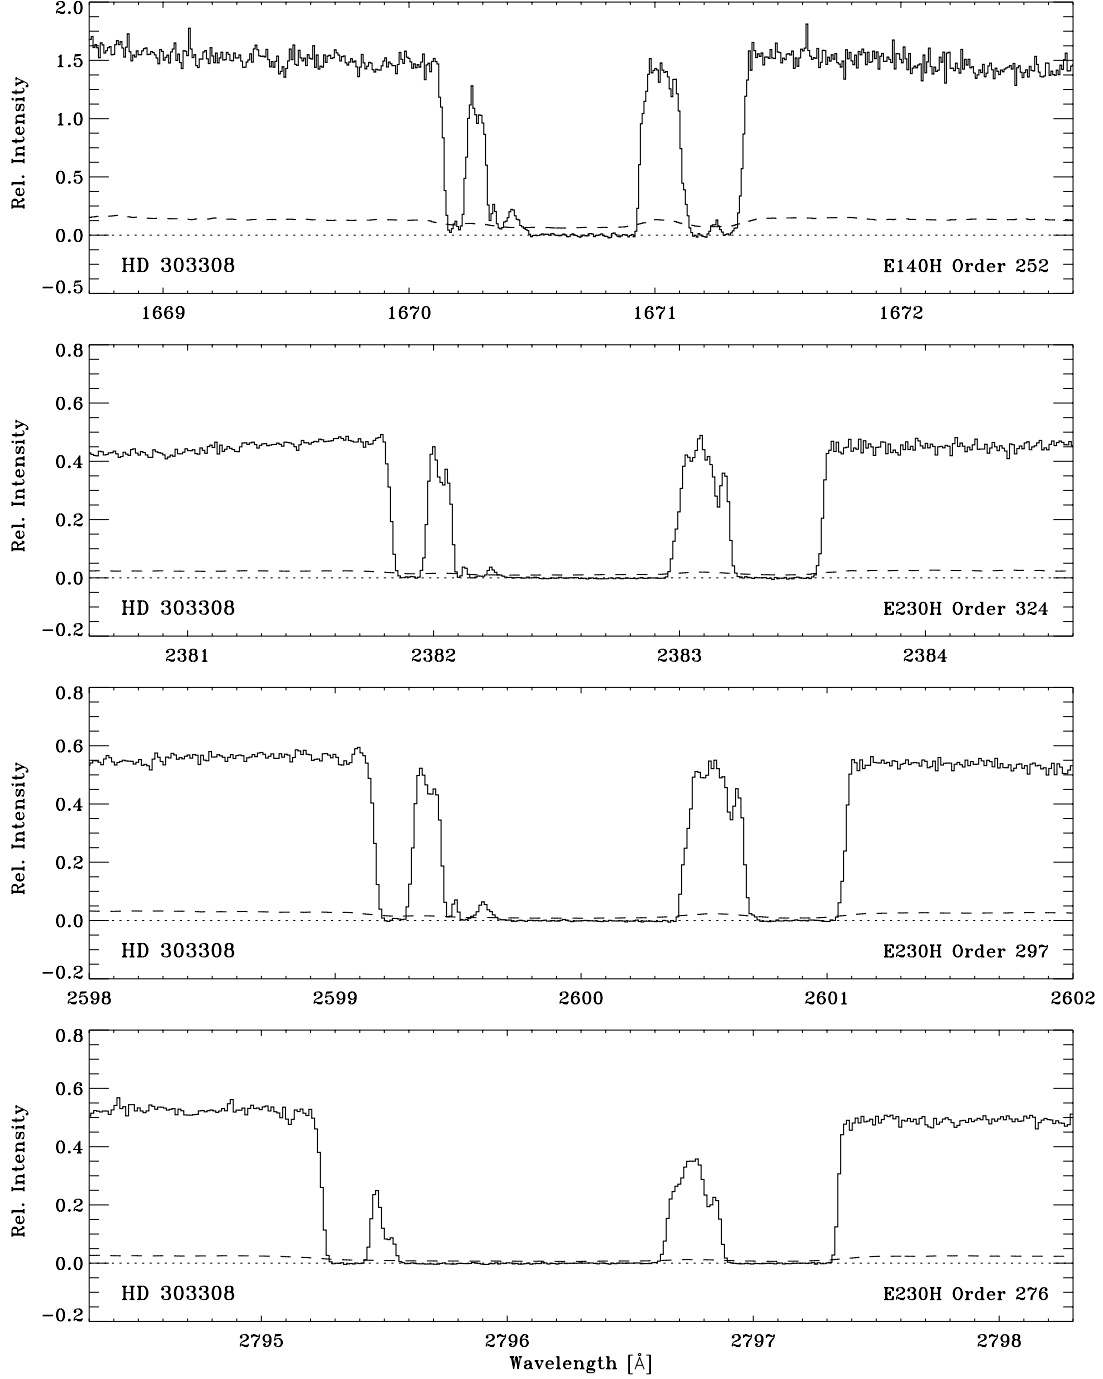 2.0
1.5
1.0
0.5
0.0
−0.5
Rel. Intensity
HD 303308
E140H Order 252
1669 1670 1671 1672
0.8
0.6
0.4
0.2
0.0
−0.2
Rel. Intensity
HD 303308
E230H Order 324
2381 2382 2383 2384
0.8
0.6
0.4
0.2
0.0
−0.2
Rel. Intensity
HD 303308
E230H Order 297
2598 2599 2600 2601 2602
0.8
0.6
0.4
0.2
0.0
−0.2
Rel. Intensity
HD 303308
E230H Order 276
2795 2796 2797 2798
Wavelength [Å]